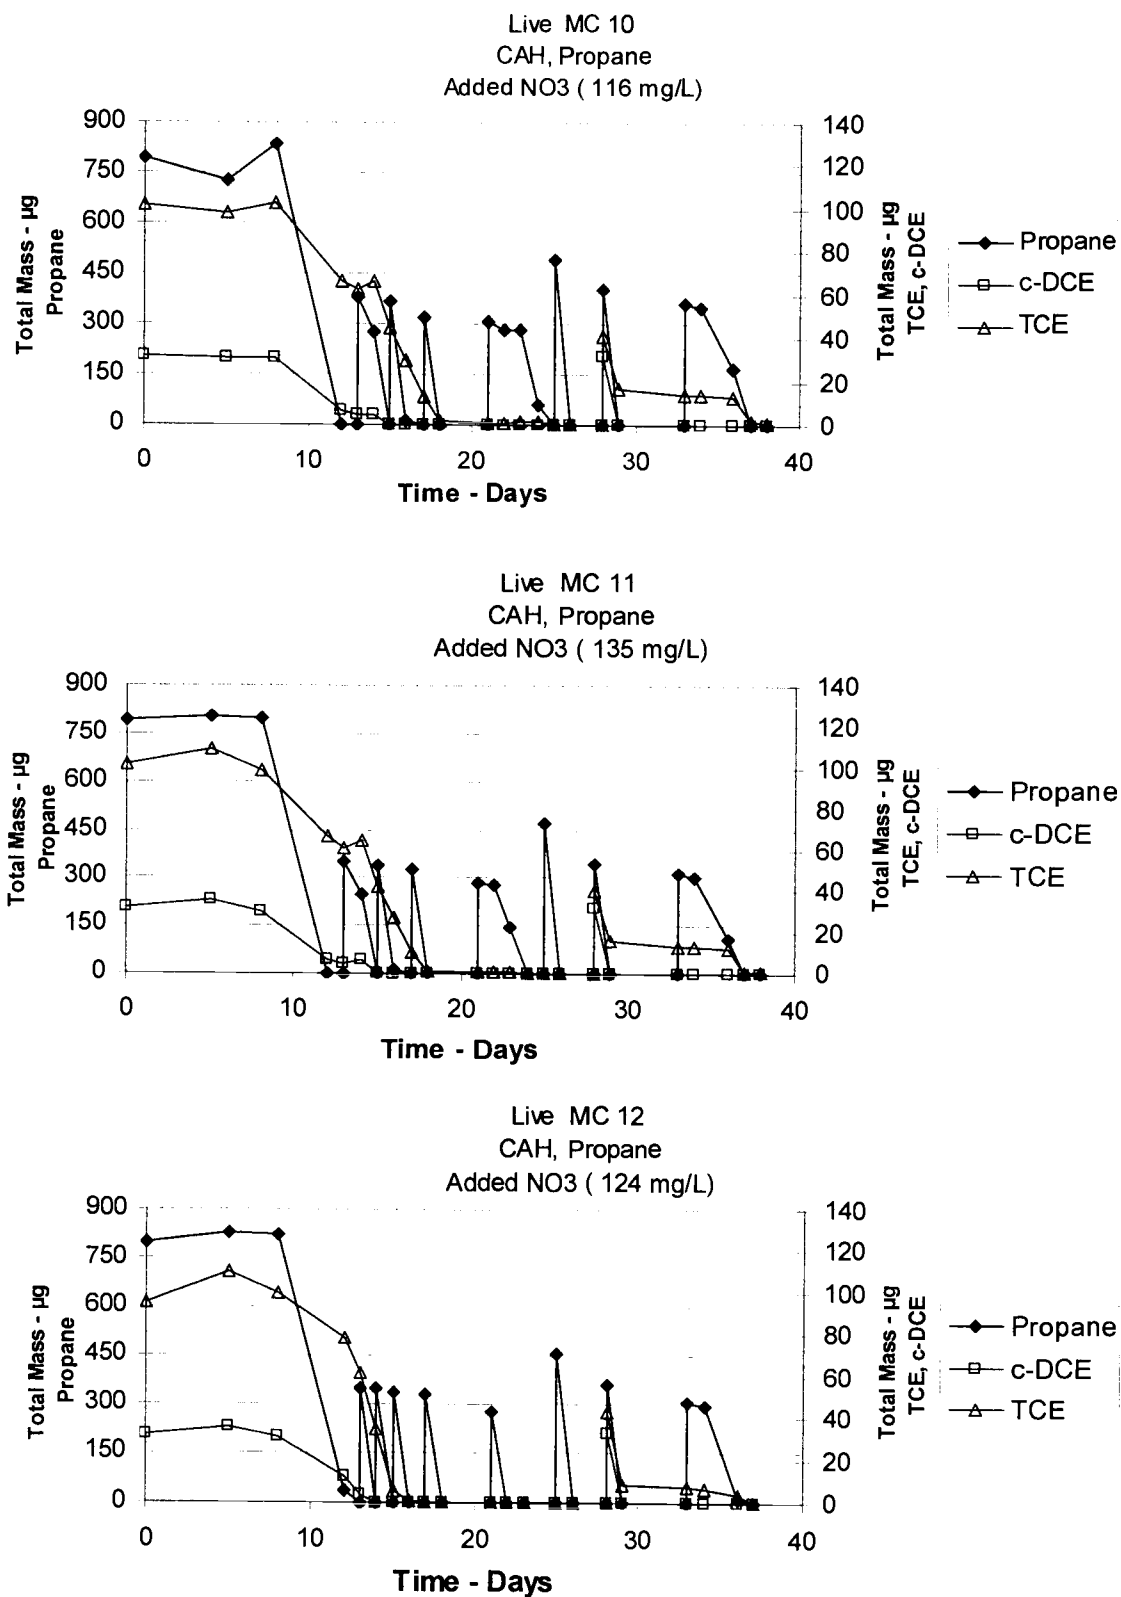 Live MC 10
CAH, Propane
Added NO3 ( 116 mg/L)
900
750
600
450
300
150
0
Total Mass - µg
Propane
140
120
100
80
60
40
20
0
Total Mass - µg
TCE, c-DCE
0 10 20 30 40
Time - Days
Propane
c-DCE
TCE
Live MC 11
CAH, Propane
Added NO3 ( 135 mg/L)
900
750
600
450
300
150
0
Total Mass - µg
Propane
140
120
100
80
60
40
20
0
Total Mass - µg
TCE, c-DCE
0 10 20 30 40
Time - Days
Propane
c-DCE
TCE
Live MC 12
CAH, Propane
Added NO3 ( 124 mg/L)
900
750
600
450
300
150
0
Total Mass - µg
Propane
140
120
100
80
60
40
20
0
Total Mass - µg
TCE, c-DCE
0 10 20 30 40
Time - Days
Propane
c-DCE
TCE